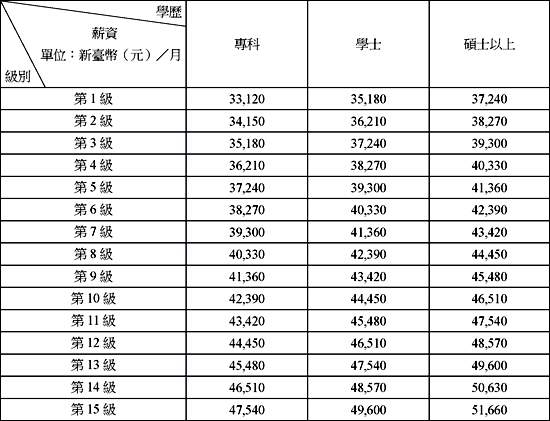 學歷
薪資
單位：新臺幣（元）／月
級別
專科 學士 碩士以上
第 1 級 33,120 35,180 37,240
第 2 級 34,150 36,210 38,270
第 3 級 35,180 37,240 39,300
第 4 級 36,210 38,270 40,330
第 5 級 37,240 39,300 41,360
第 6 級 38,270 40,330 42,390
第 7 級 39,300 41,360 43,420
第 8 級 40,330 42,390 44,450
第 9 級 41,360 43,420 45,480
第 10 級 42,390 44,450 46,510
第 11 級 43,420 45,480 47,540
第 12 級 44,450 46,510 48,570
第 13 級 45,480 47,540 49,600
第 14 級 46,510 48,570 50,630
第 15 級 47,540 49,600 51,660